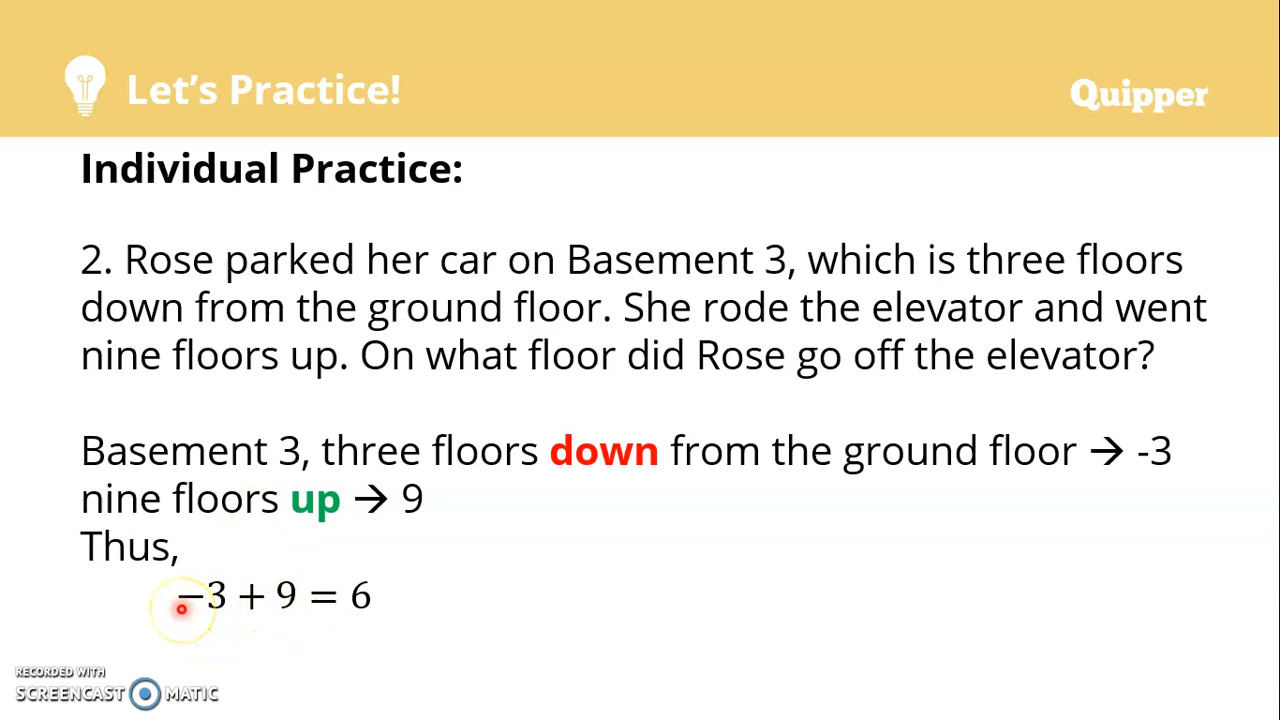 Let's Practice!
Quipper
Individual Practice:
2. Rose parked her car on Basement 3, which is three floors
down from the ground floor. She rode the elevator and went
nine floors up. On what floor did Rose go off the elevator?
Basement 3, three floors down from the ground floor → -3
nine floors up → 9
Thus,
−3 + 9 = 6
RECORDED WITH
SCREENCAST MATIC